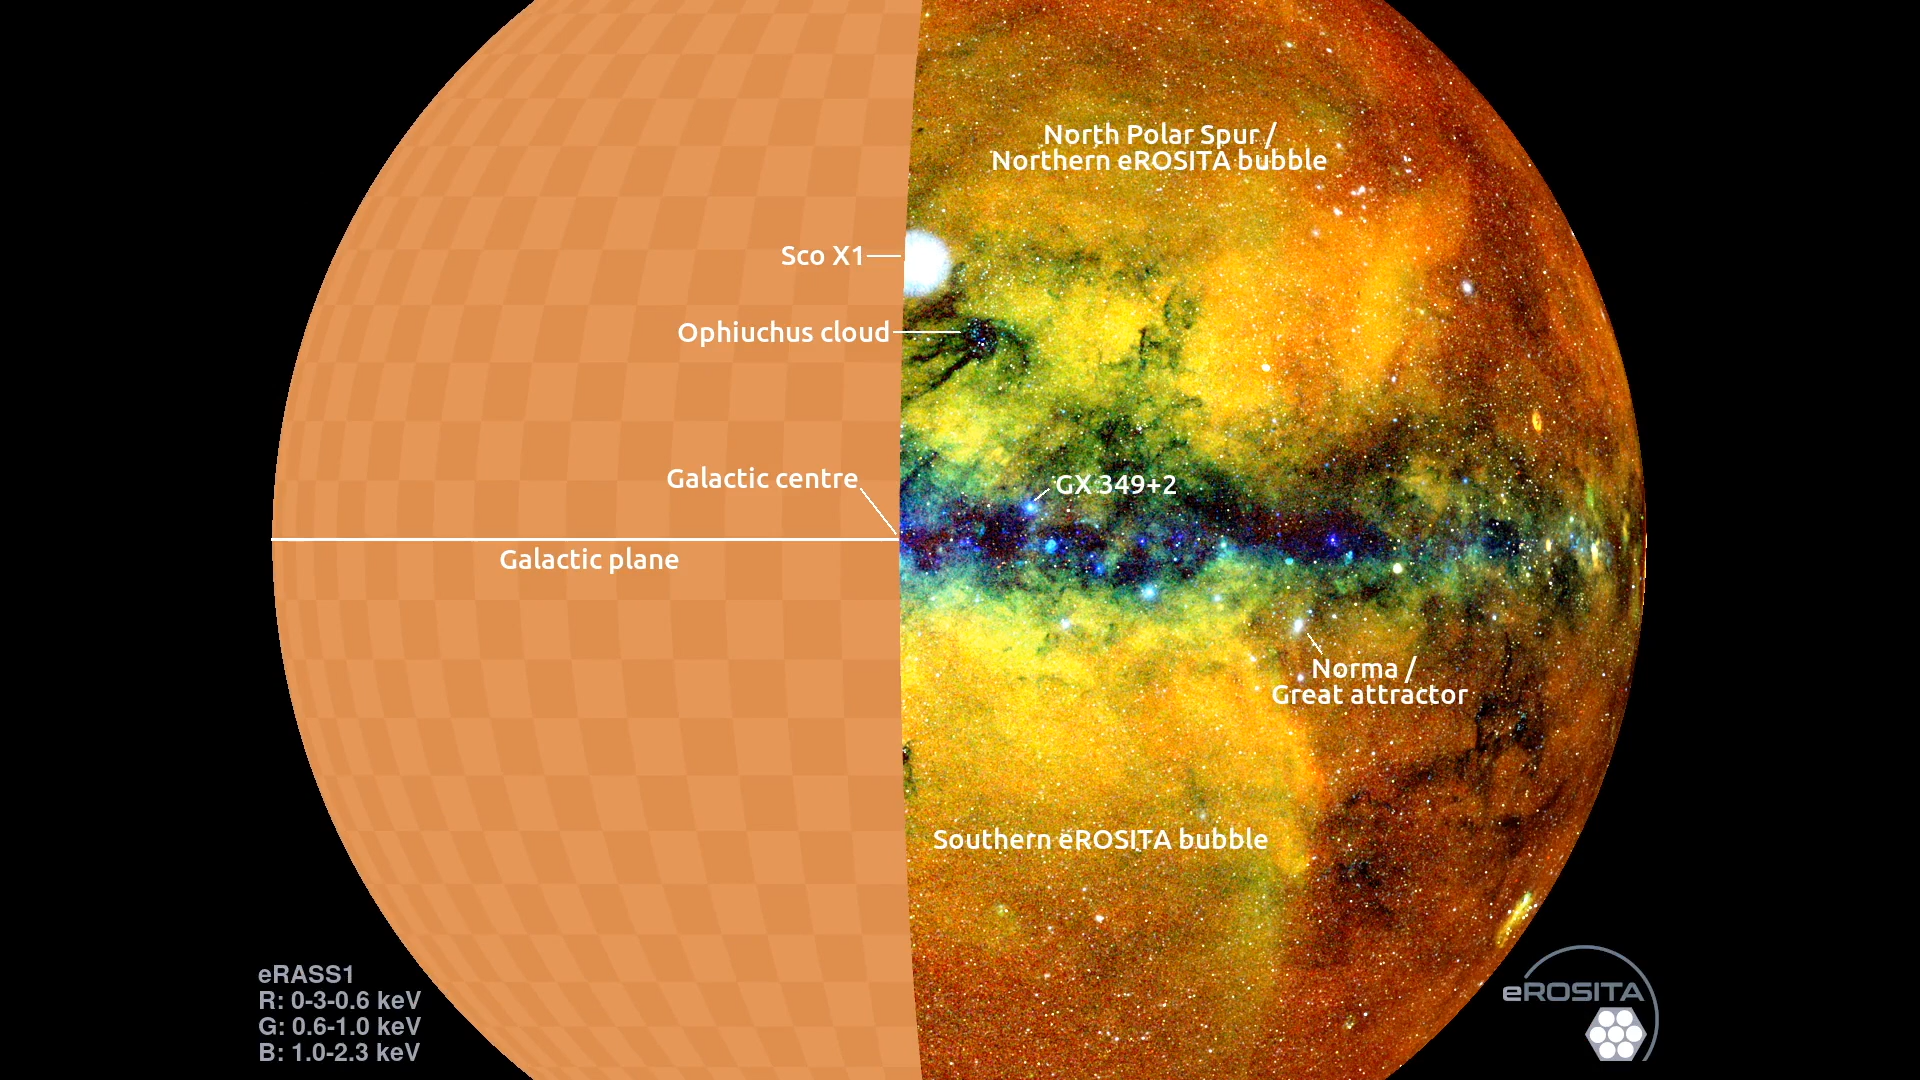 North Polar Spur /
Northern eROSITA bubble
Sco X1
Ophiuchus cloud
Galactic centre
GX 349+2
Galactic plane
Norma /
Great attractor
Southern eROSITA bubble
eRASS1
R: 0-3-0.6 keV
G: 0.6-1.0 keV
B: 1.0-2.3 keV
eROSITA